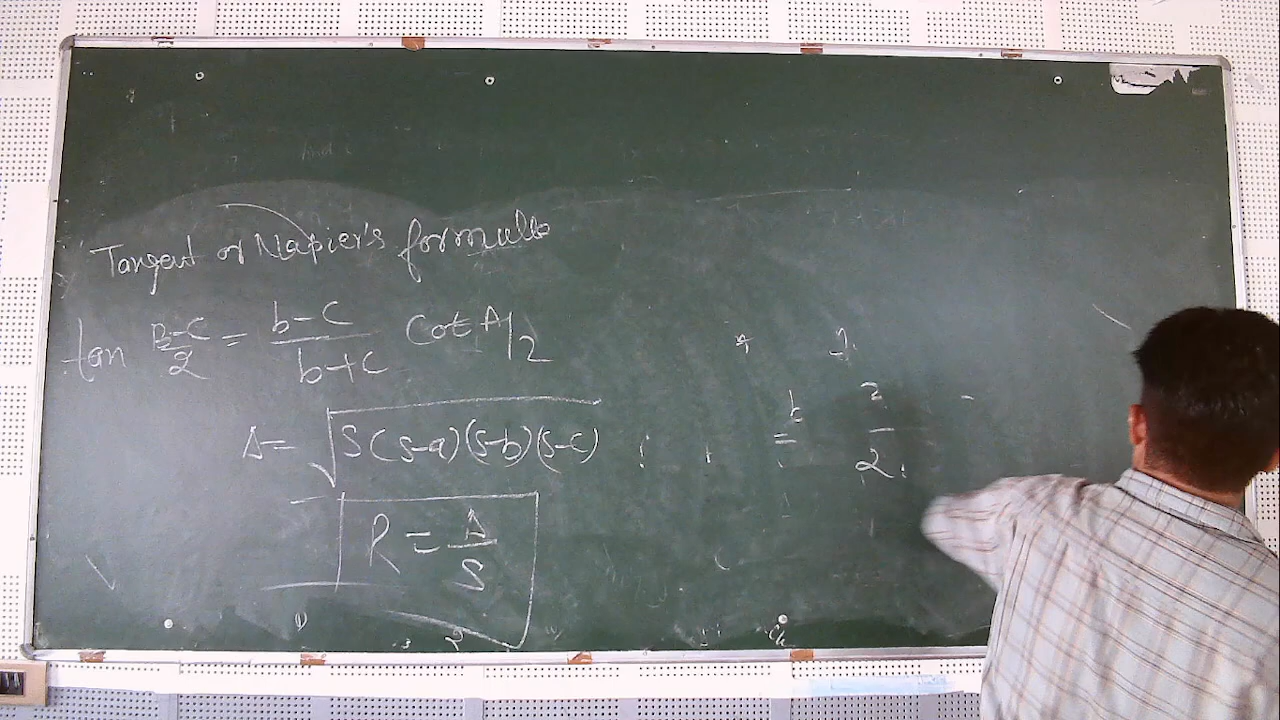 Tangent or Napier's formula
tan B-C/2 = b-c/b+c Cot A/2
Δ = √S(s-a)(s-b)(s-c)
R = Δ/S